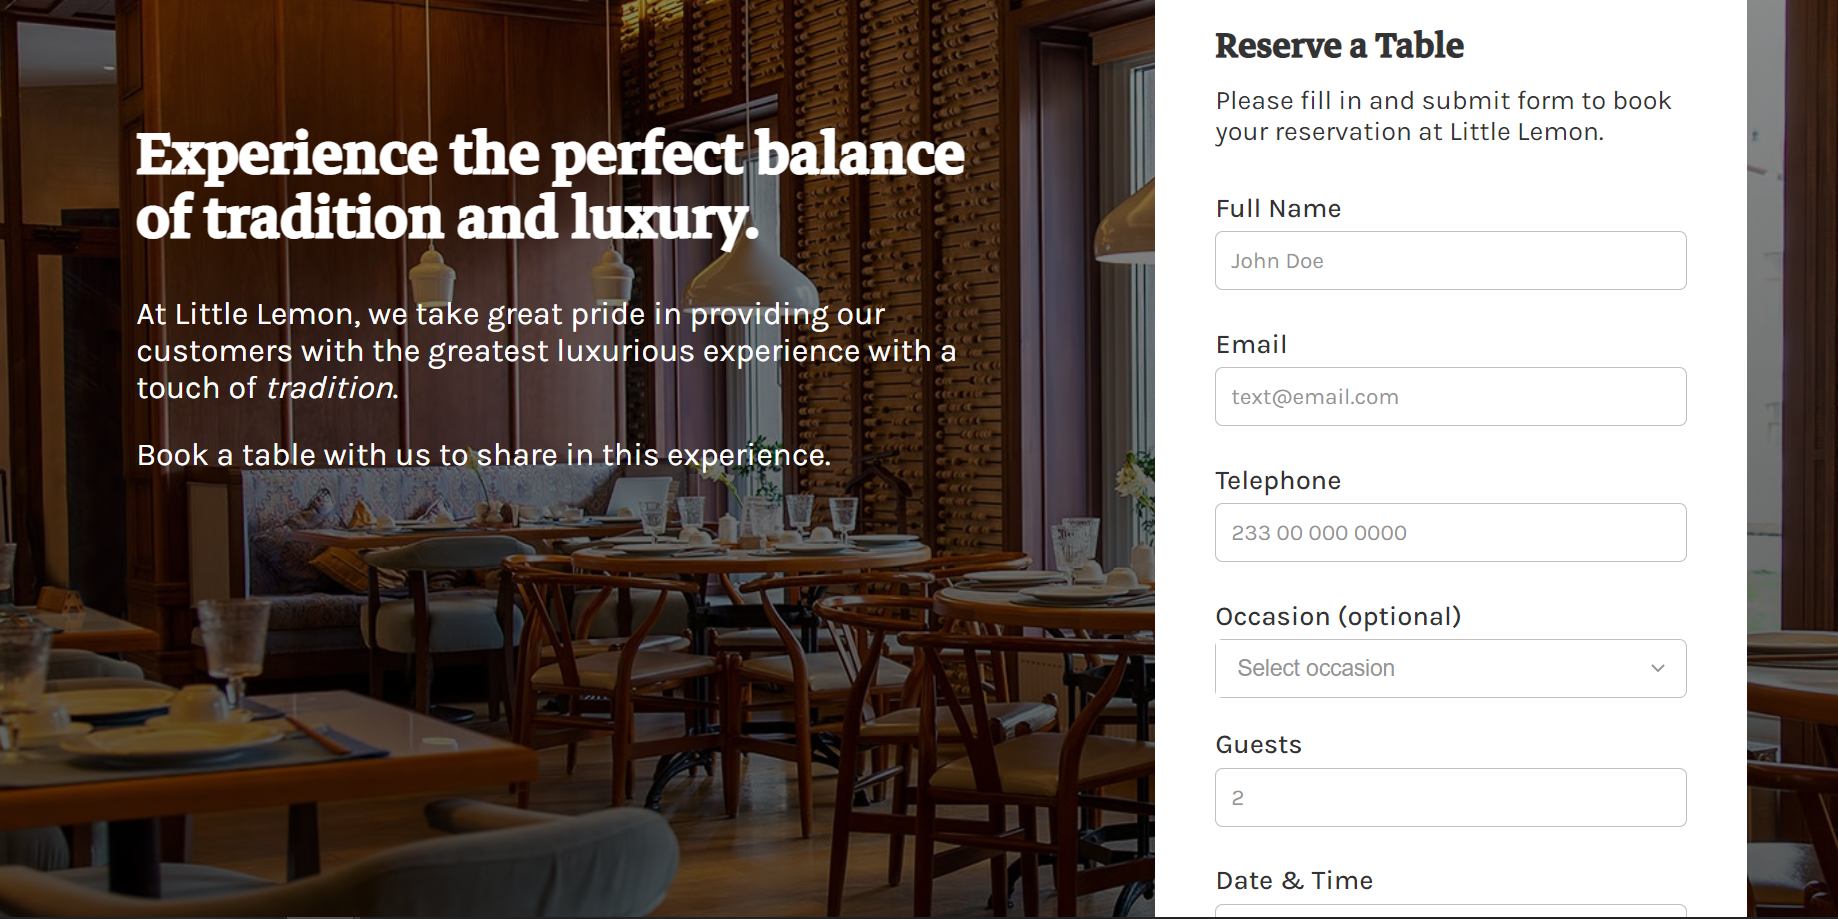 Experience the perfect balance
of tradition and luxury.
At Little Lemon, we take great pride in providing our
customers with the greatest luxurious experience with a
touch of tradition.
Book a table with us to share in this experience.
Reserve a Table
Please fill in and submit form to book
your reservation at Little Lemon.
Full Name
John Doe
Email
text@email.com
Telephone
233 00 000 0000
Occasion (optional)
Select occasion
Guests
2
Date & Time